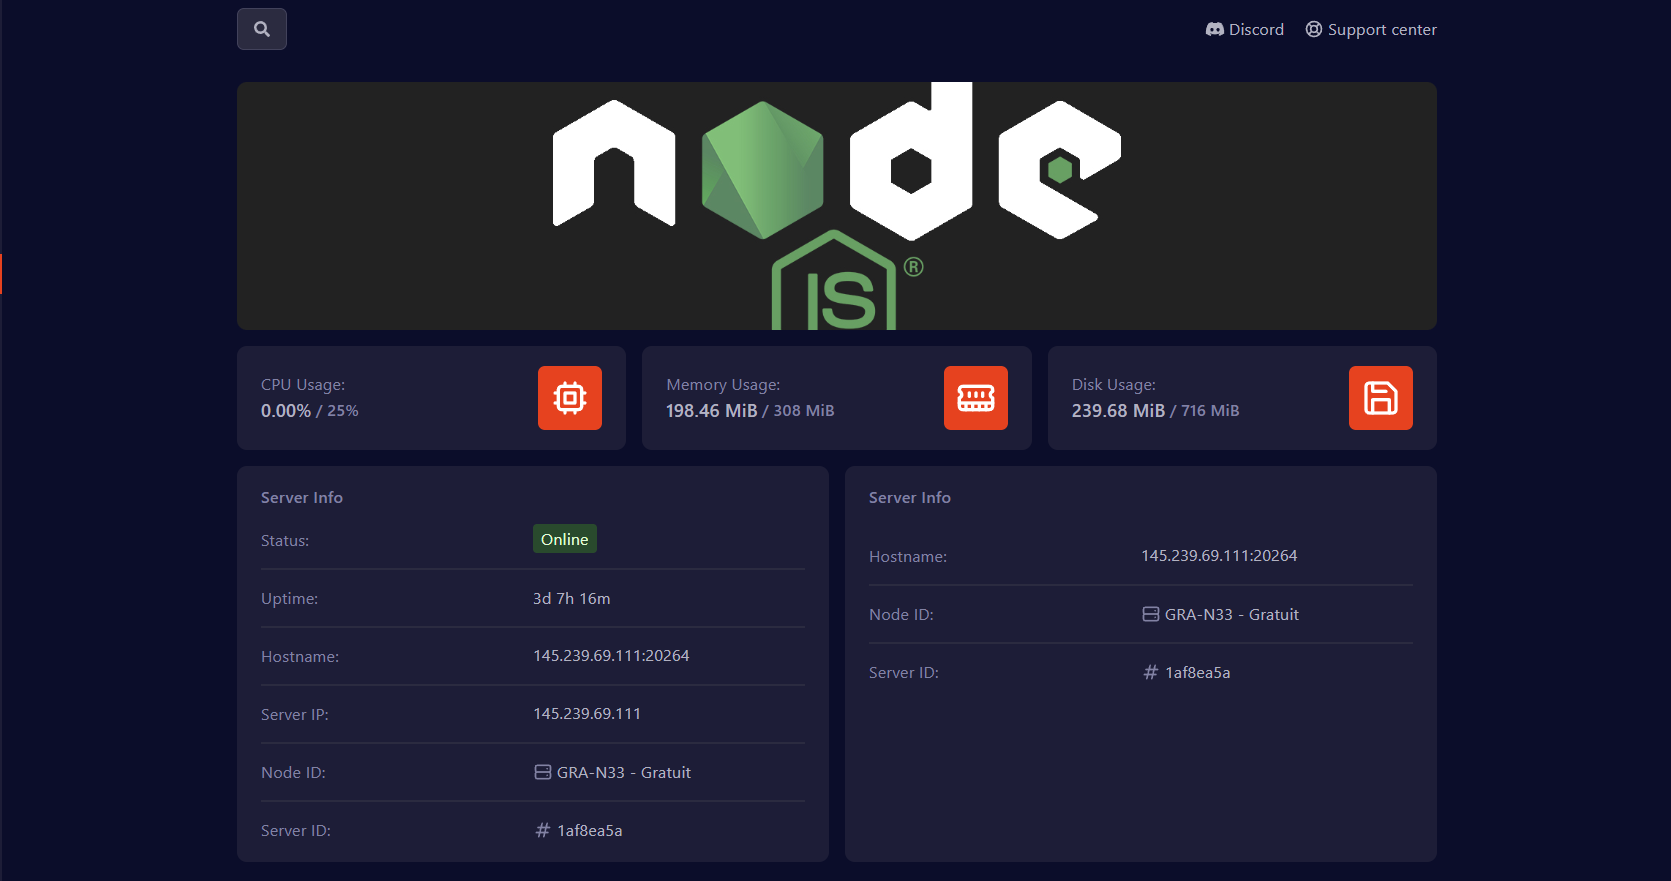 Discord Support center
node
JS®
CPU Usage:
0.00% / 25%
Memory Usage:
198.46 MiB / 308 MiB
Disk Usage:
239.68 MiB / 716 MiB
Server Info
Status: Online
Uptime: 3d 7h 16m
Hostname: 145.239.69.111:20264
Server IP: 145.239.69.111
Node ID: GRA-N33 - Gratuit
Server ID: # 1af8ea5a
Server Info
Hostname: 145.239.69.111:20264
Node ID: GRA-N33 - Gratuit
Server ID: # 1af8ea5a